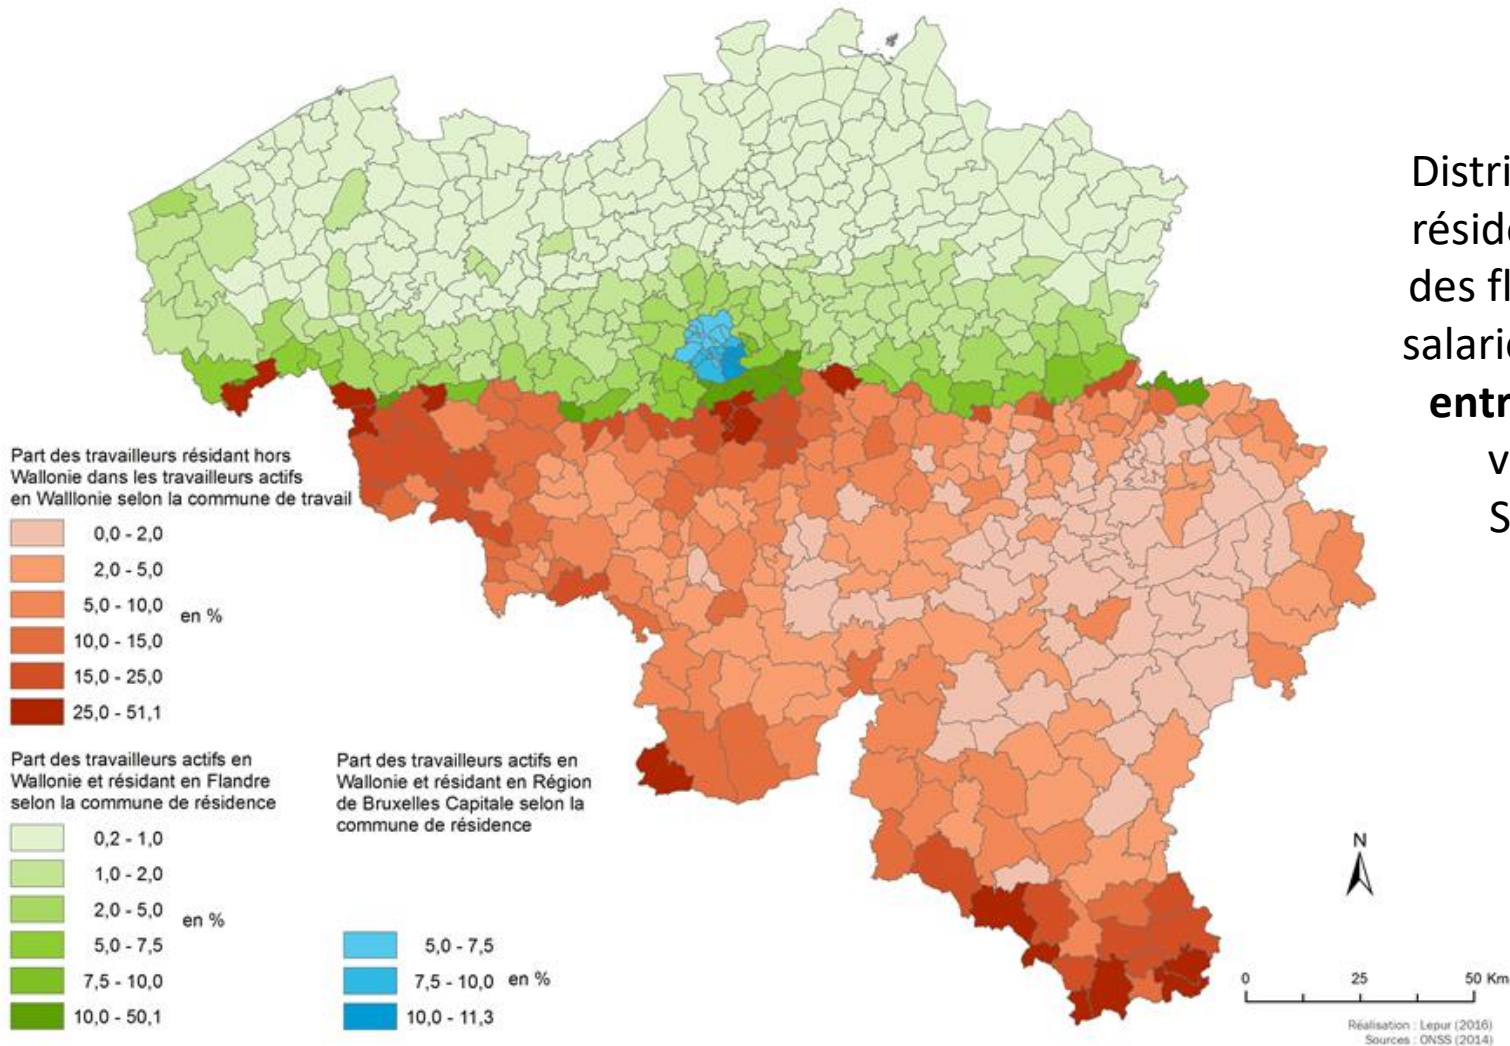 Distri
résid
des fl
salari
entr
v
S
Part des travailleurs résidant hors
Wallonie dans les travailleurs actifs
en Walllonie selon la commune de travail
0,0 - 2,0
2,0 - 5,0
5,0 - 10,0
en %
10,0 - 15,0
15,0 - 25,0
25,0 - 51,1
Part des travailleurs actifs en
Wallonie et résidant en Flandre
selon la commune de résidence
0,2 - 1,0
1,0 - 2,0
2,0 - 5,0
en %
5,0 - 7,5
7,5 - 10,0
10,0 - 50,1
Part des travailleurs actifs en
Wallonie et résidant en Région
de Bruxelles Capitale selon la
commune de résidence
5,0 - 7,5
7,5 - 10,0 en %
10,0 - 11,3
N
0 25 50 Km
Réalisation : Lepur (2016)
Sources : ONSS (2014)